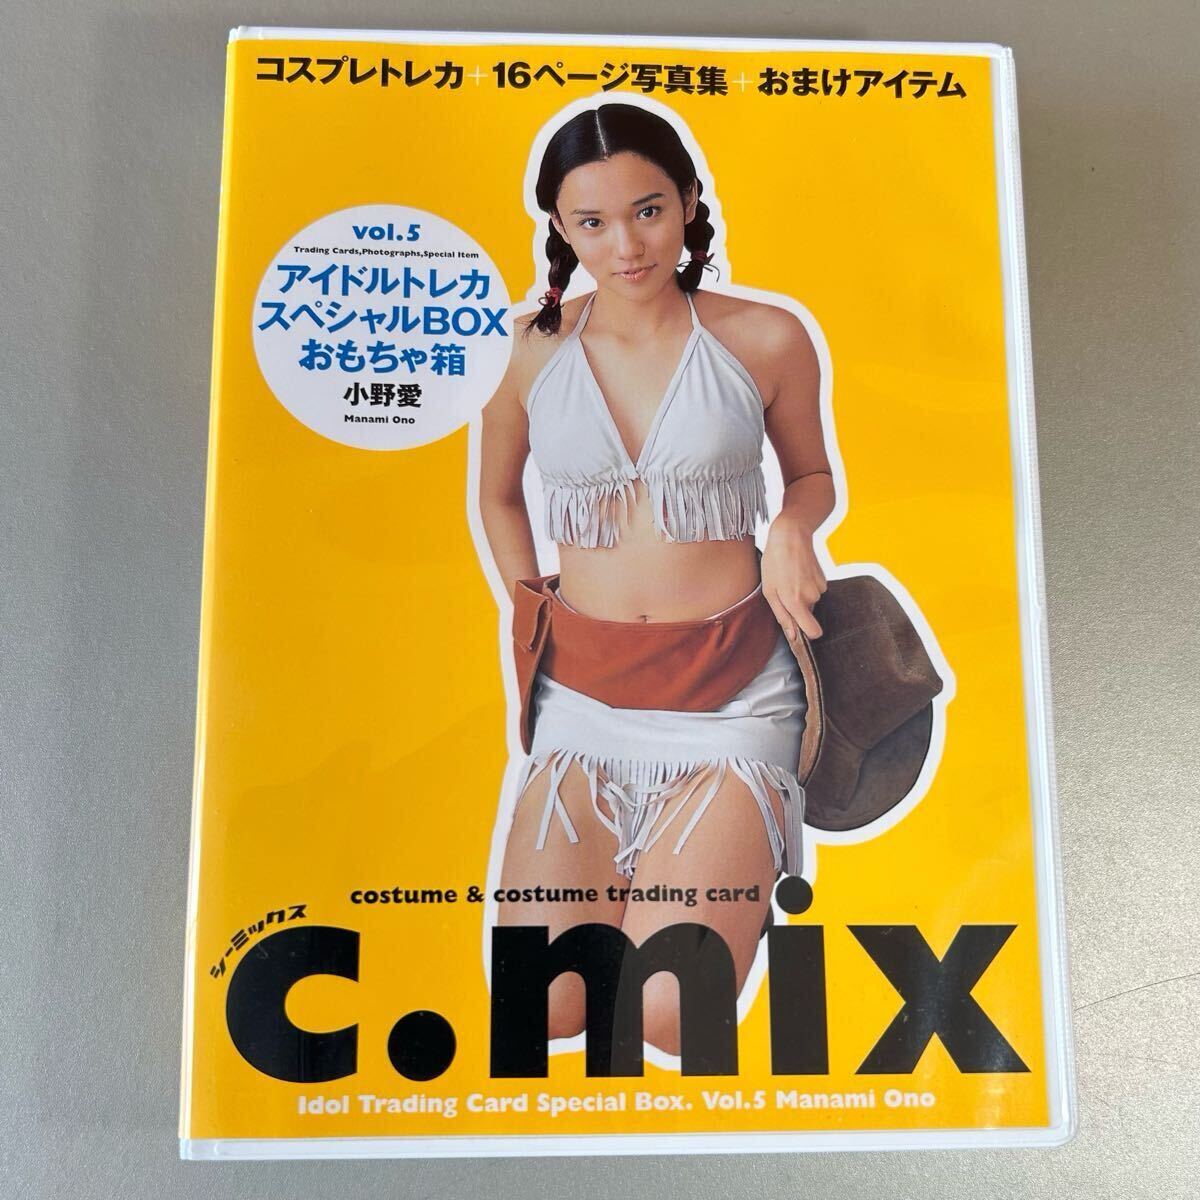 コスプレトレカ+16ページ写真集+おまけアイテム
vol.5
Trading Cards,Photographs,Special Item
アイドルトレカ
スペシャルBOX
おもちゃ箱
小野愛
Manami Ono
costume & costume trading card
シーミックス
c.mix
Idol Trading Card Special Box. Vol.5 Manami Ono